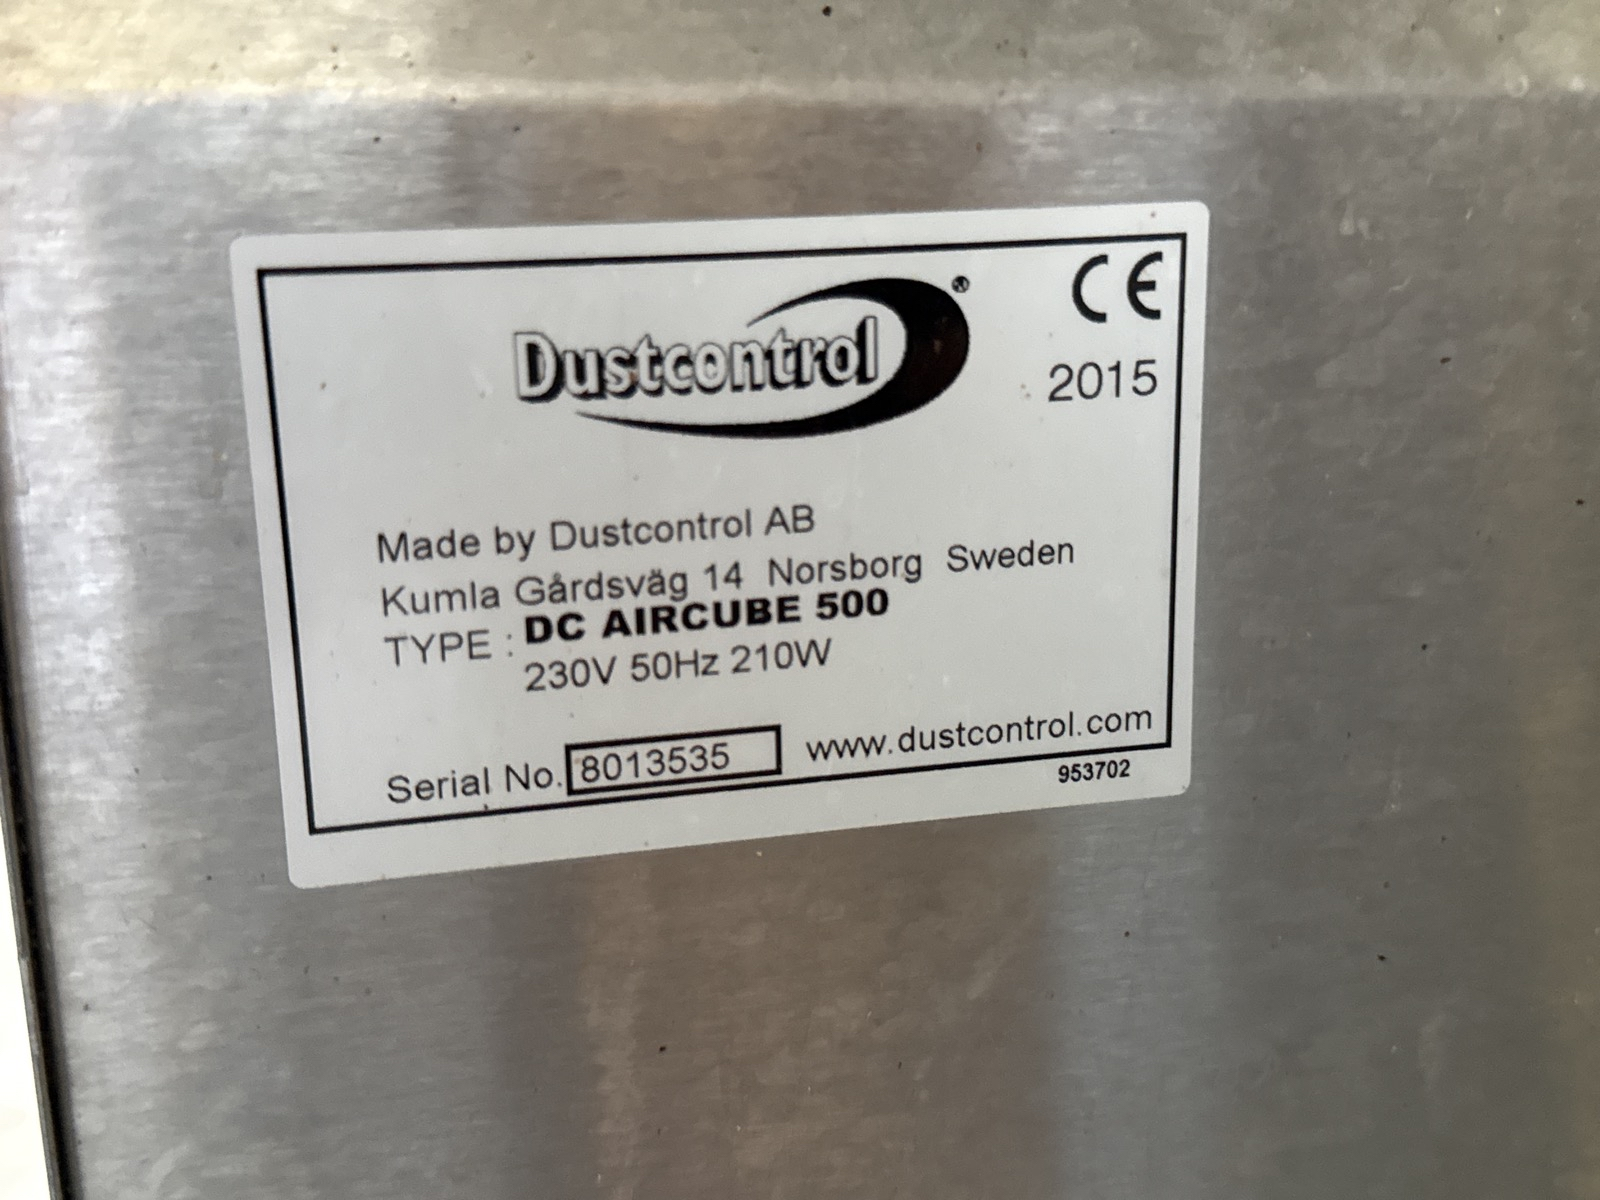 Dustcontrol®
CE
2015
Made by Dustcontrol AB
Kumla Gårdsväg 14 Norsborg Sweden
TYPE : DC AIRCUBE 500
230V 50Hz 210W
Serial No. 8013535 www.dustcontrol.com
953702